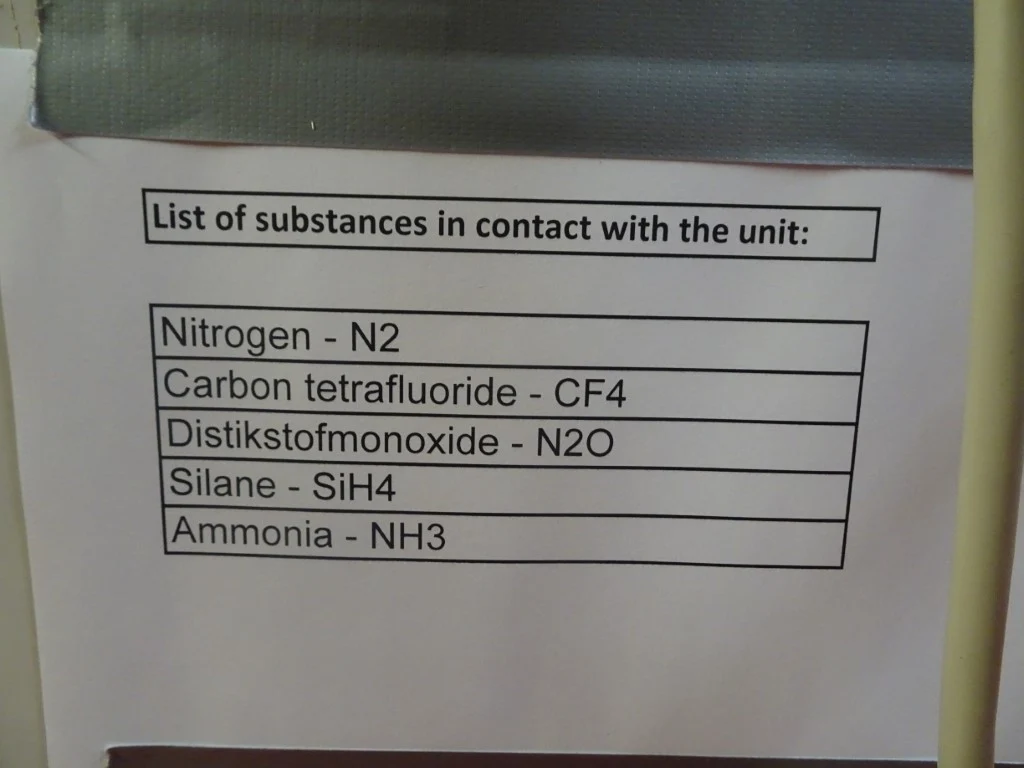 List of substances in contact with the unit:
Nitrogen - N2
Carbon tetrafluoride - CF4
Distikstofmonoxide - N2O
Silane - SiH4
Ammonia - NH3